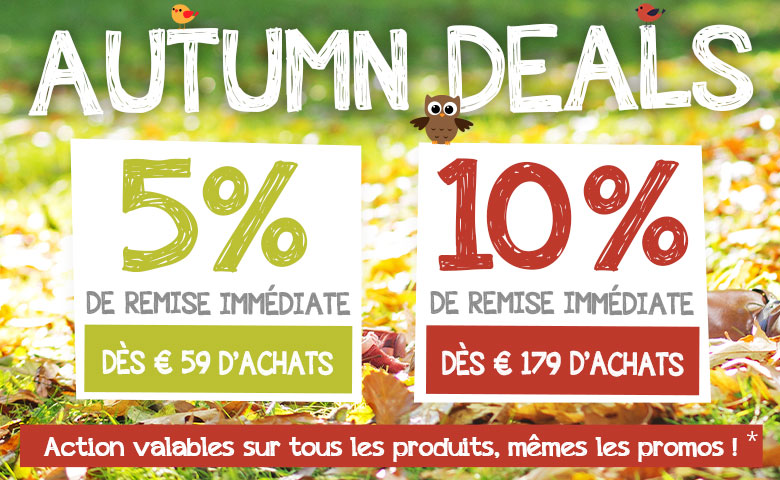 AUTUMN DEALS
5%
DE REMISE IMMÉDIATE
DÈS € 59 D'ACHATS
10%
DE REMISE IMMÉDIATE
DÈS € 179 D'ACHATS
Action valables sur tous les produits, mêmes les promos ! *